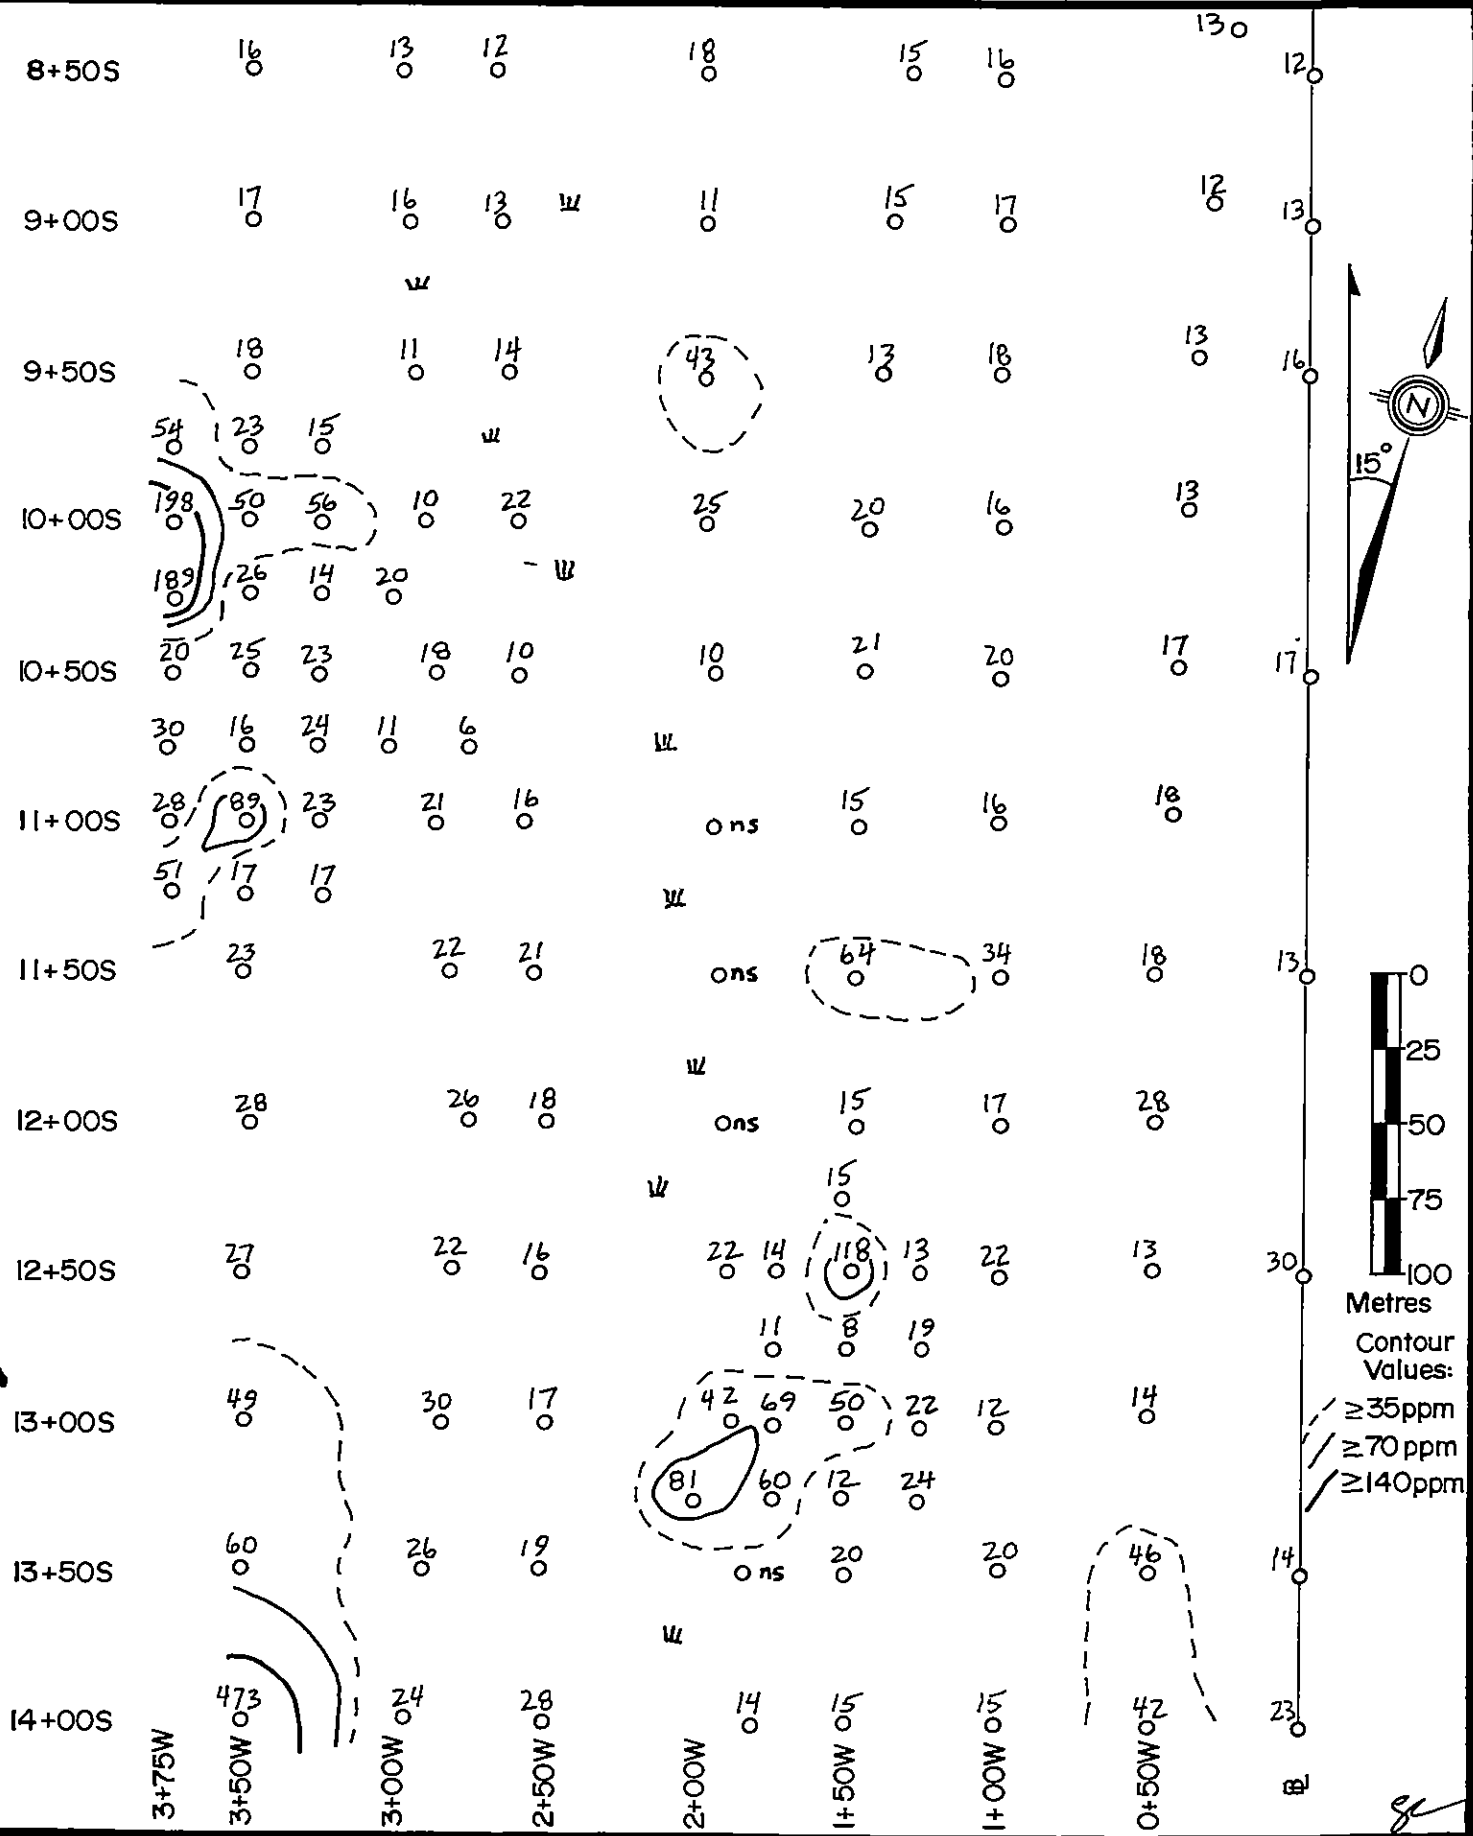 13
8+50S 16 13 12 18 15 16 12
9+00S 17 16 13 11 15 17 12 13
9+50S 18 11 14 43 13 18 13 16
54 23 15
15°
N
10+00S 198 50 56 10 22 25 20 16 13
189 26 14 20
10+50S 20 25 23 18 10 10 21 20 17 17
30 16 24 11 6
11+00S 28 89 23 21 16 ns 15 16 18
51 17 17
11+50S 23 22 21 ns 64 34 18 13
0
25
12+00S 28 26 18 ns 15 17 28
50
15
75
12+50S 27 22 16 22 14 118 13 22 13 30
100
Metres
11 8 19
Contour
Values:
13+00S 49 30 17 42 69 50 22 12 14
≥35ppm
≥70ppm
≥140ppm
81 60 12 24
13+50S 60 26 19 ns 20 20 46 14
14+00S 473 24 28 14 15 15 42 23
3+75W 3+50W 3+00W 2+50W 2+00W 1+50W 1+00W 0+50W BL